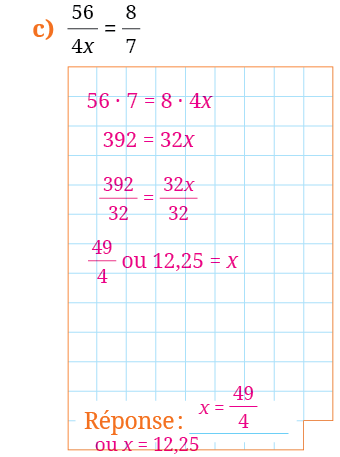 c) 56/4x = 8/7
56 · 7 = 8 · 4x
392 = 32x
392/32 = 32x/32
49/4 ou 12,25 = x
Réponse : x = 49/4
ou x = 12,25